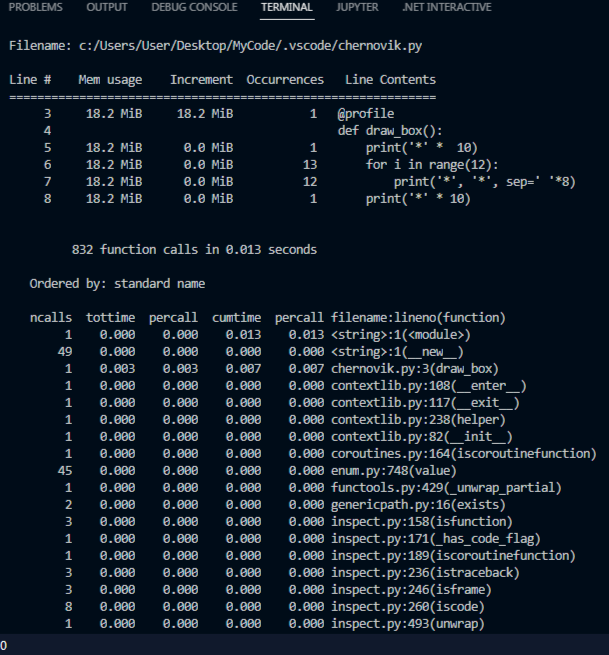 PROBLEMS OUTPUT DEBUG CONSOLE TERMINAL JUPYTER .NET INTERACTIVE
Filename: c:/Users/User/Desktop/MyCode/.vscode/chernovik.py
Line # Mem usage Increment Occurrences Line Contents
=============================================================
3 18.2 MiB 18.2 MiB 1 @profile
4 def draw_box():
5 18.2 MiB 0.0 MiB 1 print('*' *  10)
6 18.2 MiB 0.0 MiB 13 for i in range(12):
7 18.2 MiB 0.0 MiB 12 print('*', '*', sep=' '*8)
8 18.2 MiB 0.0 MiB 1 print('*' * 10)
832 function calls in 0.013 seconds
Ordered by: standard name
ncalls tottime percall cumtime percall filename:lineno(function)
1 0.000 0.000 0.013 0.013 <string>:1(<module>)
49 0.000 0.000 0.000 0.000 <string>:1(__new__)
1 0.003 0.003 0.007 0.007 chernovik.py:3(draw_box)
1 0.000 0.000 0.000 0.000 contextlib.py:108(__enter__)
1 0.000 0.000 0.000 0.000 contextlib.py:117(__exit__)
1 0.000 0.000 0.000 0.000 contextlib.py:238(helper)
1 0.000 0.000 0.000 0.000 contextlib.py:82(__init__)
1 0.000 0.000 0.000 0.000 coroutines.py:164(iscoroutinefunction)
45 0.000 0.000 0.000 0.000 enum.py:748(value)
1 0.000 0.000 0.000 0.000 functools.py:429(_unwrap_partial)
2 0.000 0.000 0.000 0.000 genericpath.py:16(exists)
3 0.000 0.000 0.000 0.000 inspect.py:158(isfunction)
1 0.000 0.000 0.000 0.000 inspect.py:171(_has_code_flag)
1 0.000 0.000 0.000 0.000 inspect.py:189(iscoroutinefunction)
3 0.000 0.000 0.000 0.000 inspect.py:236(istraceback)
3 0.000 0.000 0.000 0.000 inspect.py:246(isframe)
8 0.000 0.000 0.000 0.000 inspect.py:260(iscode)
1 0.000 0.000 0.000 0.000 inspect.py:493(unwrap)
0